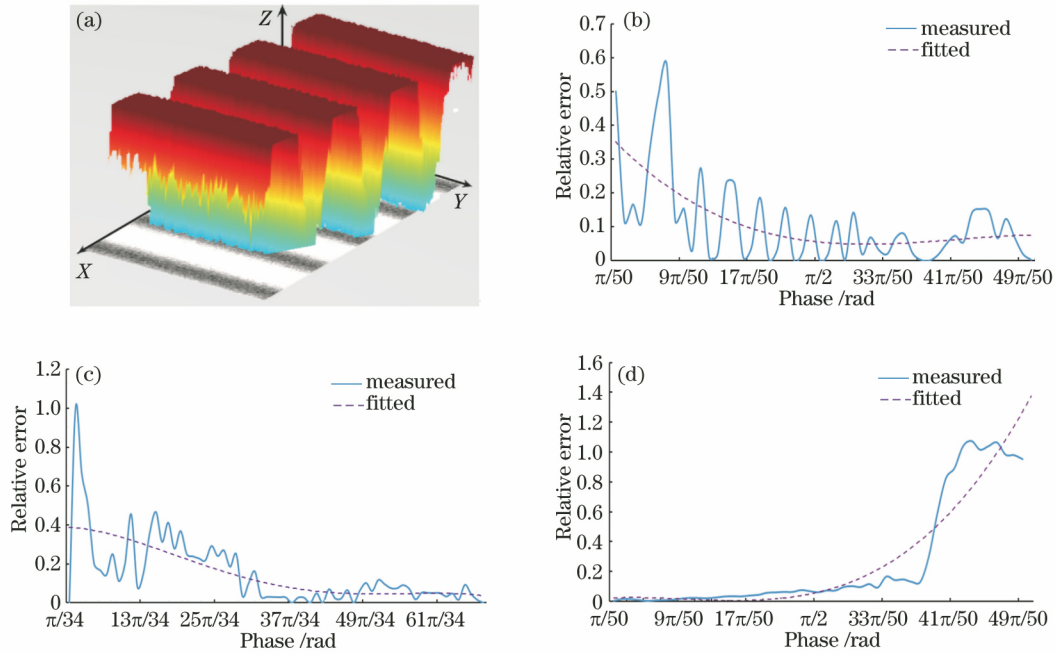 (a)
Z
Y
X
(b)
measured
fitted
Relative error
0.7
0.6
0.5
0.4
0.3
0.2
0.1
0
π/50 9π/50 17π/50 π/2 33π/50 41π/50 49π/50
Phase /rad
(c)
measured
fitted
Relative error
1.2
1.0
0.8
0.6
0.4
0.2
0
π/34 13π/34 25π/34 37π/34 49π/34 61π/34
Phase /rad
(d)
measured
fitted
Relative error
1.6
1.4
1.2
1.0
0.8
0.6
0.4
0.2
0
π/50 9π/50 17π/50 π/2 33π/50 41π/50 49π/50
Phase /rad